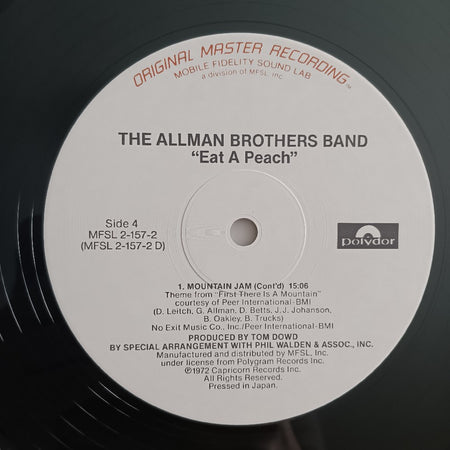 ORIGINAL MASTER RECORDING™
MOBILE FIDELITY SOUND LAB
a division of MFSL, inc.
THE ALLMAN BROTHERS BAND
"Eat A Peach"
Side 4
MFSL 2-157-2
(MFSL 2-157-2 D)
polydor
1. MOUNTAIN JAM (Cont'd) 15:06
Theme from "First There Is A Mountain"
courtesy of Peer International-BMI
(D. Leitch, G. Allman, D. Betts, J.J. Johanson,
B. Oakley, B. Trucks)
No Exit Music Co., Inc./Peer International-BMI
PRODUCED BY TOM DOWD
BY SPECIAL ARRANGEMENT WITH PHIL WALDEN & ASSOC., INC.
Manufactured and distributed by MFSL, Inc.
under license from Polygram Records Inc.
℗1972 Capricorn Records Inc.
All Rights Reserved.
Pressed in Japan.